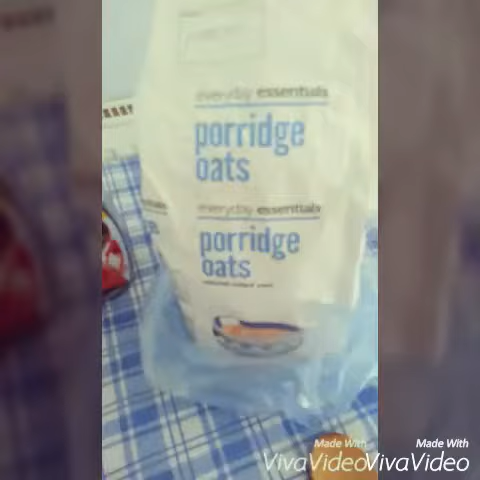 everyday essentials
porridge
oats
everyday essentials
porridge
oats
Made With
VivaVideo
Made With
VivaVideo